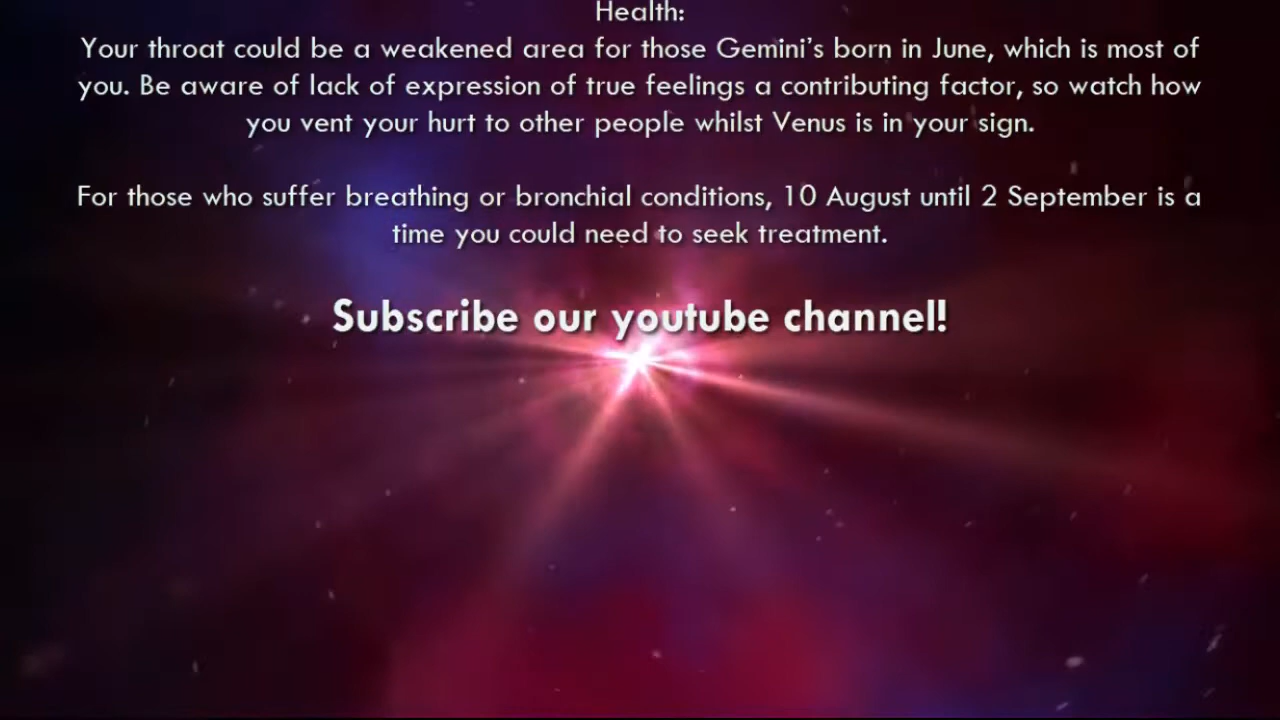 Health:
Your throat could be a weakened area for those Gemini's born in June, which is most of
you. Be aware of lack of expression of true feelings a contributing factor, so watch how
you vent your hurt to other people whilst Venus is in your sign.
For those who suffer breathing or bronchial conditions, 10 August until 2 September is a
time you could need to seek treatment.
Subscribe our youtube channel!